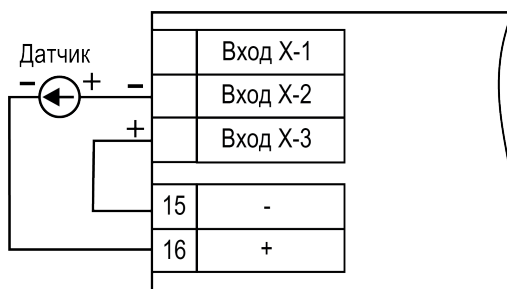 Датчик
Вход X-1
- + - Вход X-2
+ Вход X-3
15 -
16 +